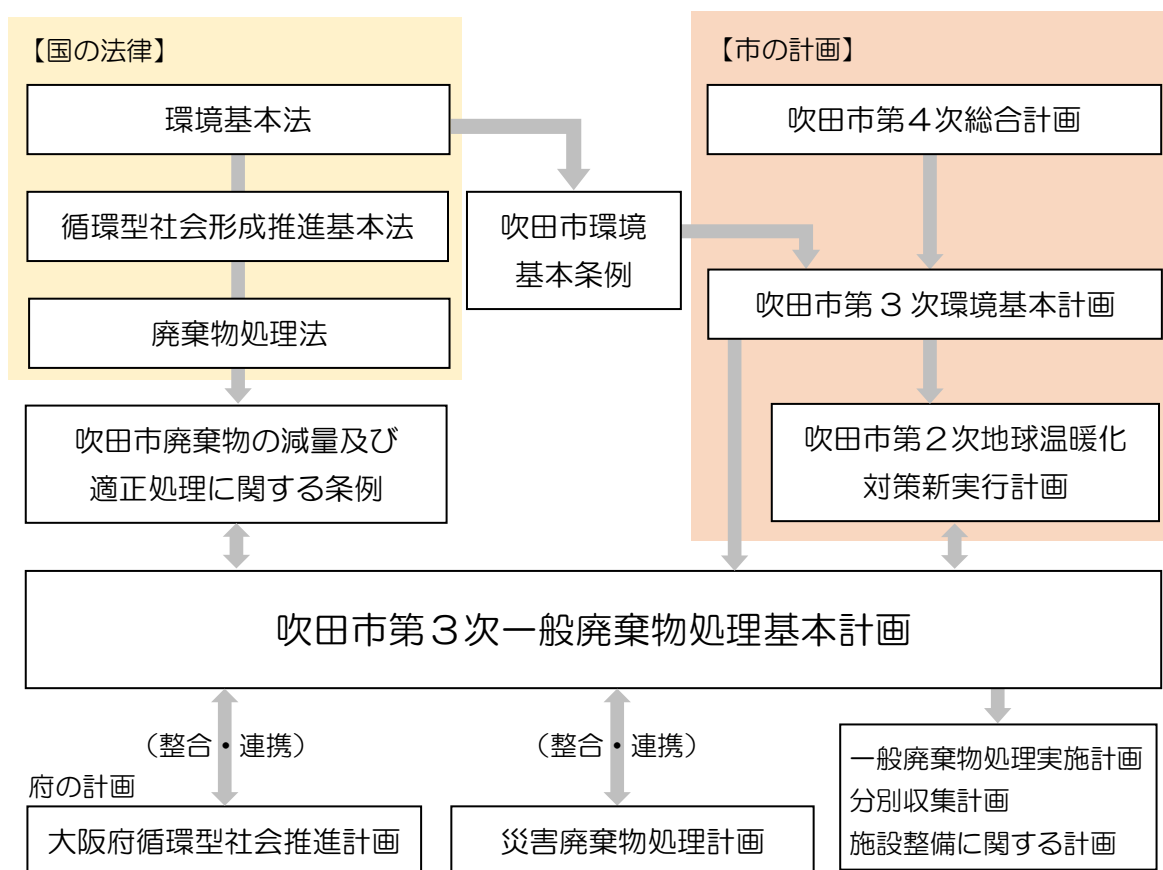 【国の法律】
環境基本法
循環型社会形成推進基本法
廃棄物処理法
吹田市環境
基本条例
【市の計画】
吹田市第4次総合計画
吹田市第3次環境基本計画
吹田市第2次地球温暖化
対策新実行計画
吹田市廃棄物の減量及び
適正処理に関する条例
吹田市第3次一般廃棄物処理基本計画
（整合・連携）
府の計画
大阪府循環型社会推進計画
（整合・連携）
災害廃棄物処理計画
一般廃棄物処理実施計画
分別収集計画
施設整備に関する計画